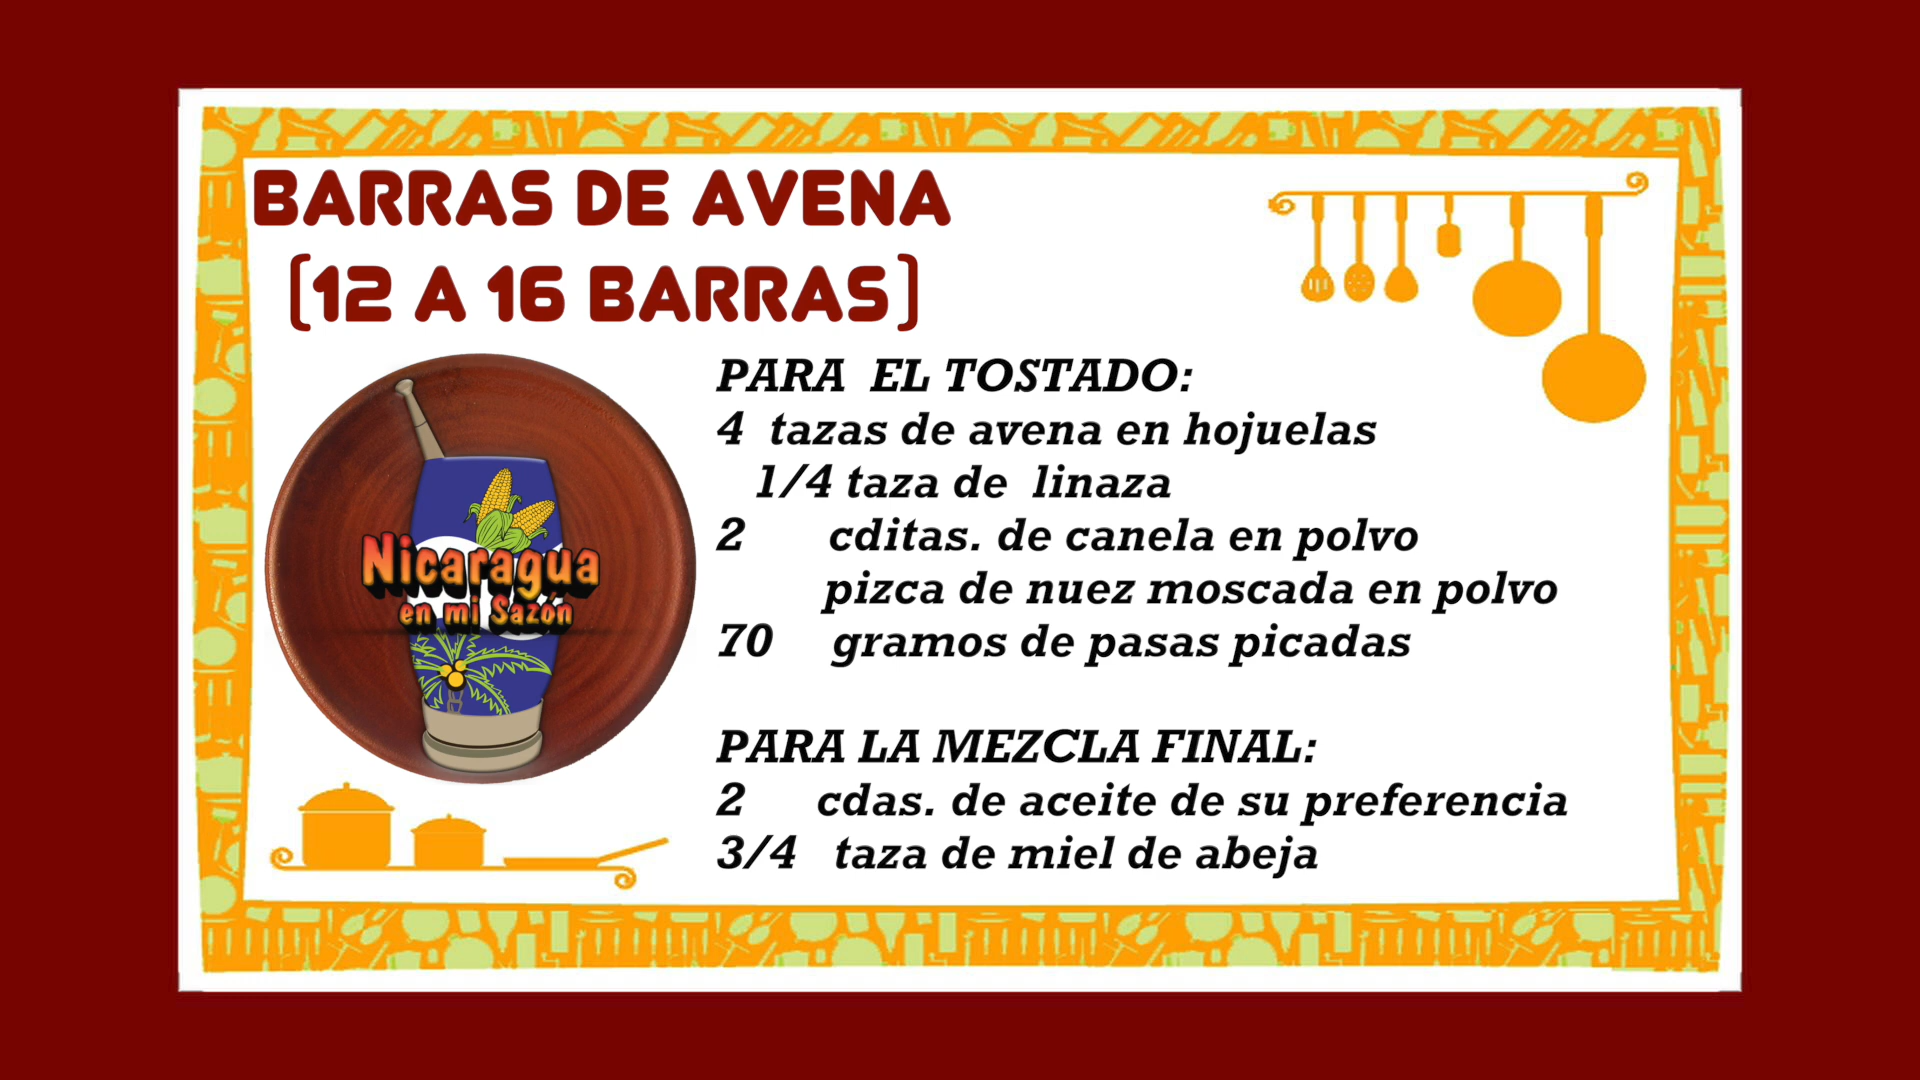 BARRAS DE AVENA
(12 A 16 BARRAS)
Nicaragua
en mi Sazón
PARA EL TOSTADO:
4 tazas de avena en hojuelas
1/4 taza de linaza
2 cditas. de canela en polvo
pizca de nuez moscada en polvo
70 gramos de pasas picadas
PARA LA MEZCLA FINAL:
2 cdas. de aceite de su preferencia
3/4 taza de miel de abeja